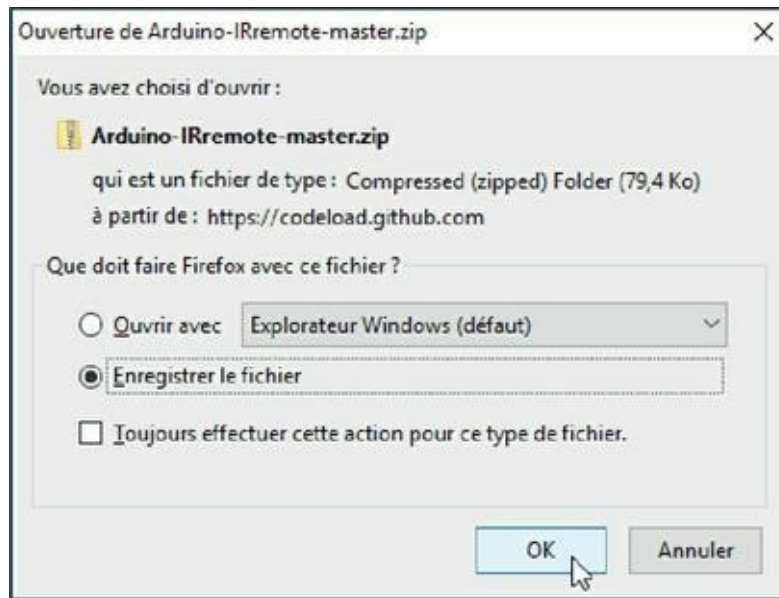 Ouverture de Arduino-IRremote-master.zip
Vous avez choisi d'ouvrir :
Arduino-IRremote-master.zip
qui est un fichier de type : Compressed (zipped) Folder (79,4 Ko)
à partir de : https://codeload.github.com
Que doit faire Firefox avec ce fichier ?
Ouvrir avec Explorateur Windows (défaut)
Enregistrer le fichier
Toujours effectuer cette action pour ce type de fichier.
OK Annuler